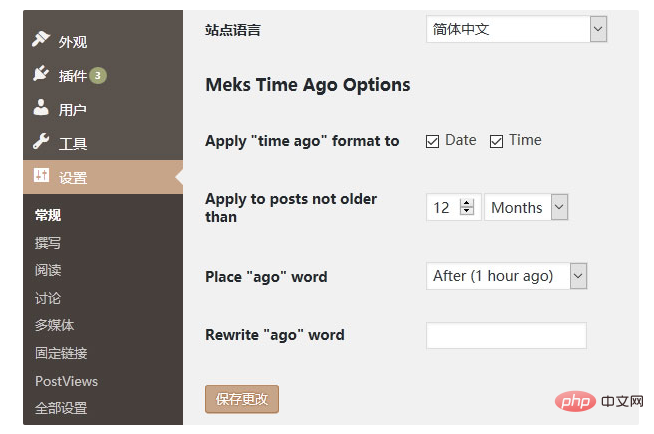 外观
插件 3
用户
工具
设置
常规
撰写
阅读
讨论
多媒体
固定链接
PostViews
全部设置
站点语言
简体中文
Meks Time Ago Options
Apply "time ago" format to
Date
Time
Apply to posts not older
than
12
Months
Place "ago" word
After (1 hour ago)
Rewrite "ago" word
保存更改
php 中文网